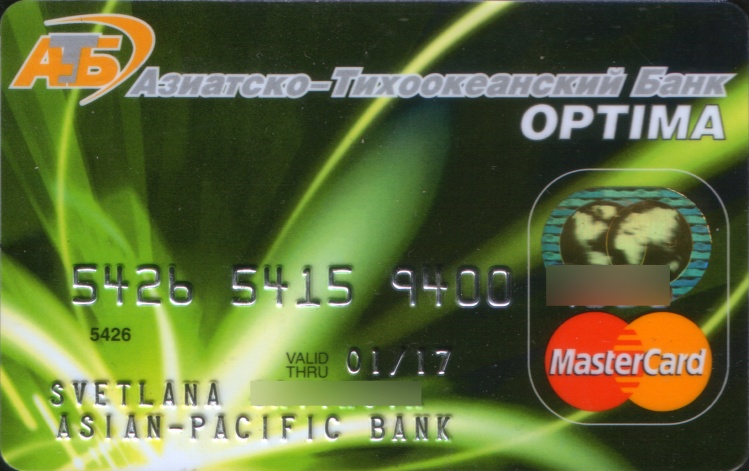 АТБ
Азиатско-Тихоокеанский Банк
OPTIMA
5426 5415 9400
5426
VALID THRU 01/17
SVETLANA
ASIAN-PACIFIC BANK
MasterCard